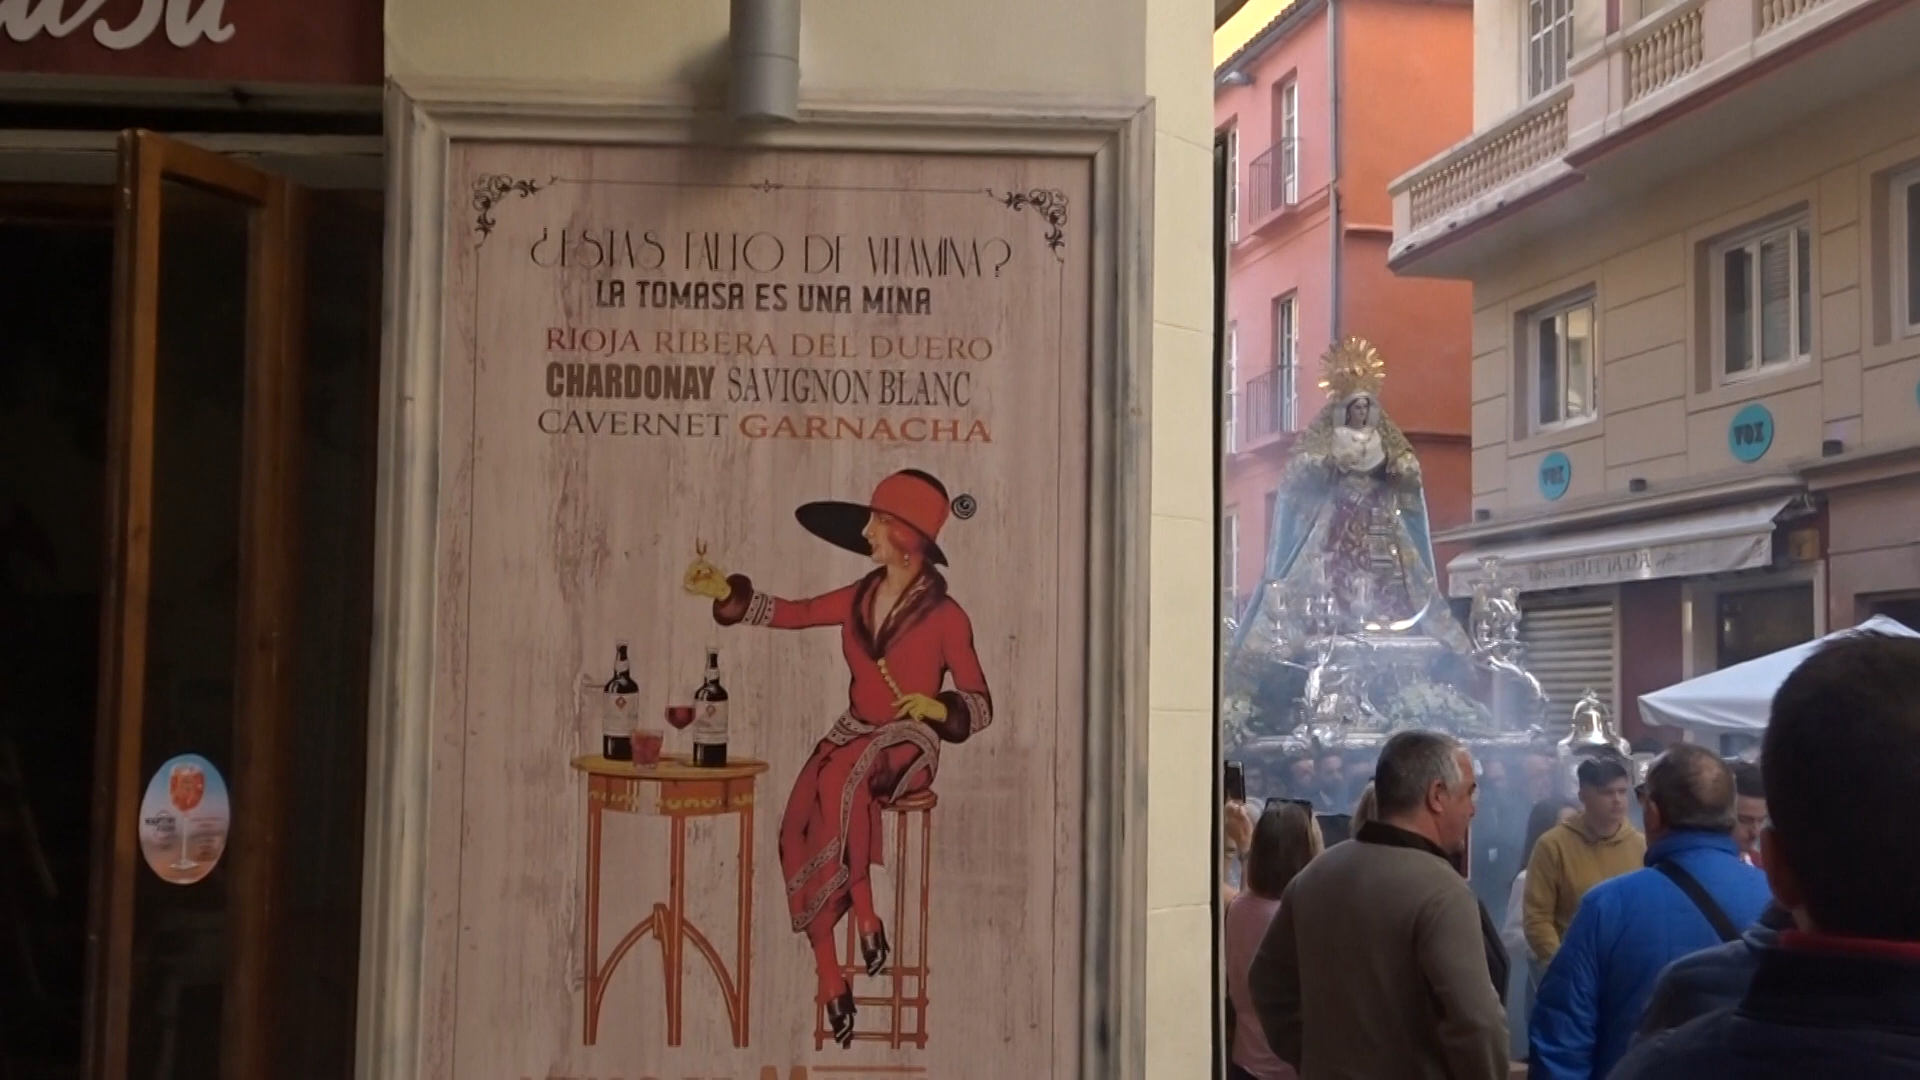 ¿ESTAS FALTO DE VITAMINA?
LA TOMASA ES UNA MINA
RIOJA RIBERA DEL DUERO
CHARDONAY SAVIGNON BLANC
CAVERNET GARNACHA
VOX
VOX